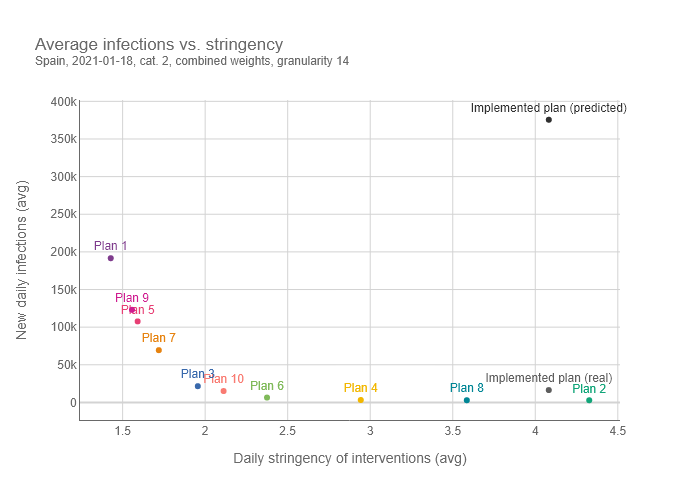 Average infections vs. stringency
Spain, 2021-01-18, cat. 2, combined weights, granularity 14
400k
Implemented plan (predicted)
350k
300k
250k
Plan 1
200k
150k
Plan 9
Plan 5
100k
Plan 7
50k
Plan 3
Plan 10
Plan 6
Plan 4
Plan 8
Implemented plan (real)
Plan 2
0
1.5
2
2.5
3
3.5
4
4.5
New daily infections (avg)
Daily stringency of interventions (avg)